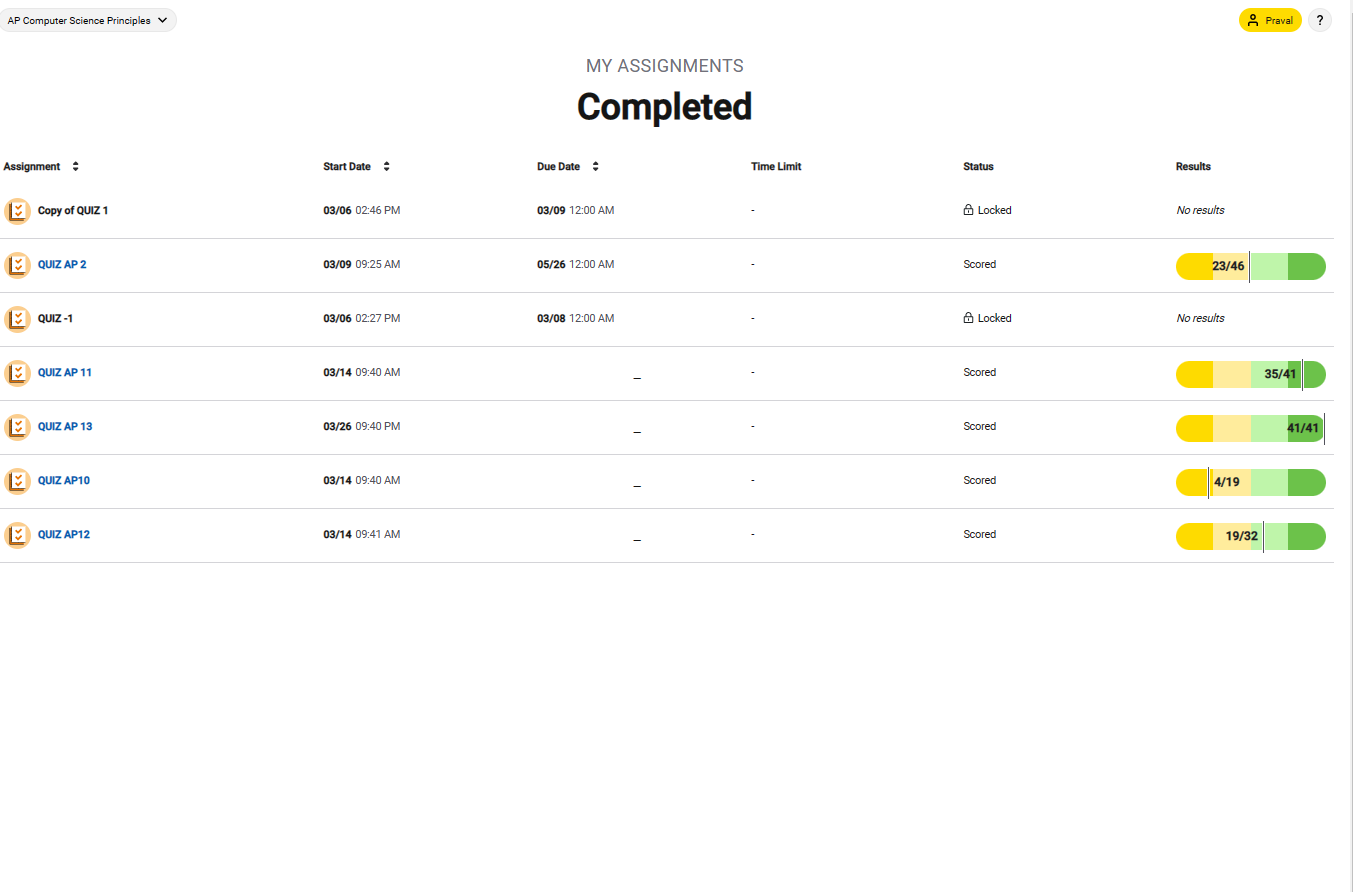 AP Computer Science Principles
Praval
?
MY ASSIGNMENTS
Completed
Assignment Start Date Due Date Time Limit Status Results
Copy of QUIZ 1 03/06 02:46 PM 03/09 12:00 AM - Locked No results
QUIZ AP 2 03/09 09:25 AM 05/26 12:00 AM - Scored 23/46
QUIZ -1 03/06 02:27 PM 03/08 12:00 AM - Locked No results
QUIZ AP 11 03/14 09:40 AM _ - Scored 35/41
QUIZ AP 13 03/26 09:40 PM _ - Scored 41/41
QUIZ AP10 03/14 09:40 AM _ - Scored 4/19
QUIZ AP12 03/14 09:41 AM _ - Scored 19/32